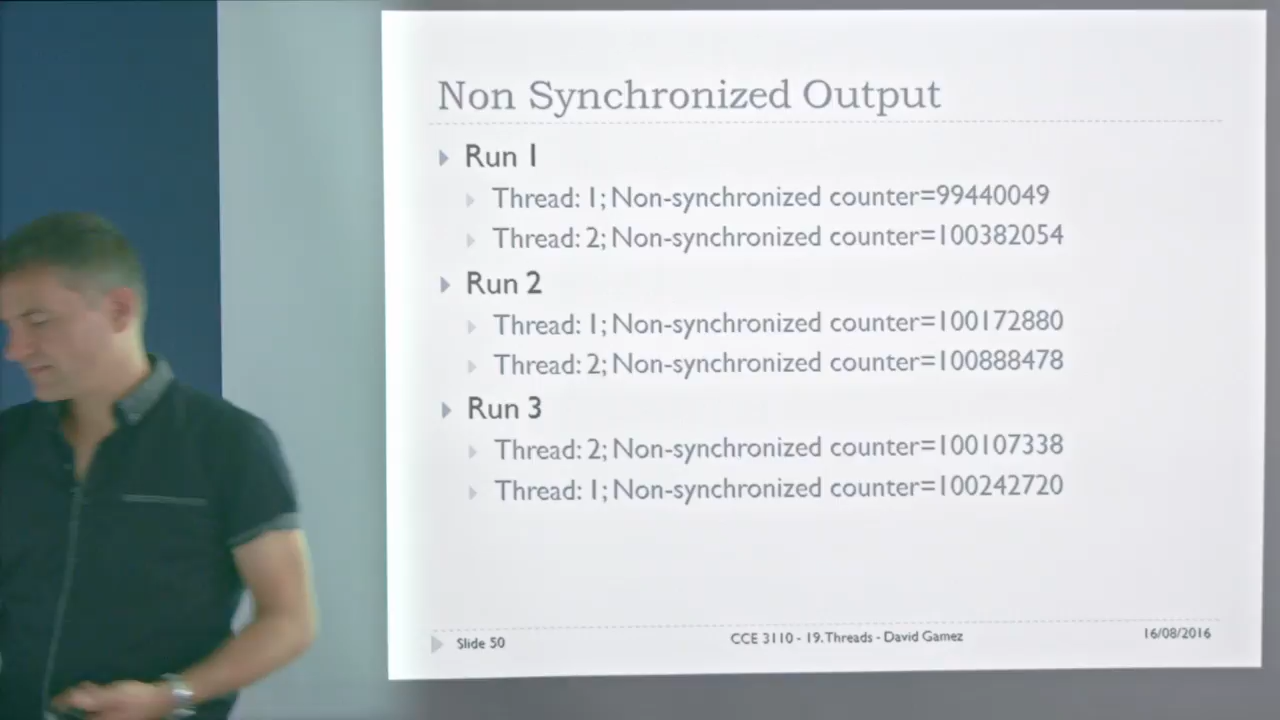 Non Synchronized Output
Run 1
Thread: 1; Non-synchronized counter=99440049
Thread: 2; Non-synchronized counter=100382054
Run 2
Thread: 1; Non-synchronized counter=100172880
Thread: 2; Non-synchronized counter=100888478
Run 3
Thread: 2; Non-synchronized counter=100107338
Thread: 1; Non-synchronized counter=100242720
Slide 50
CCE 3110 - 19. Threads - David Gamez
16/08/2016